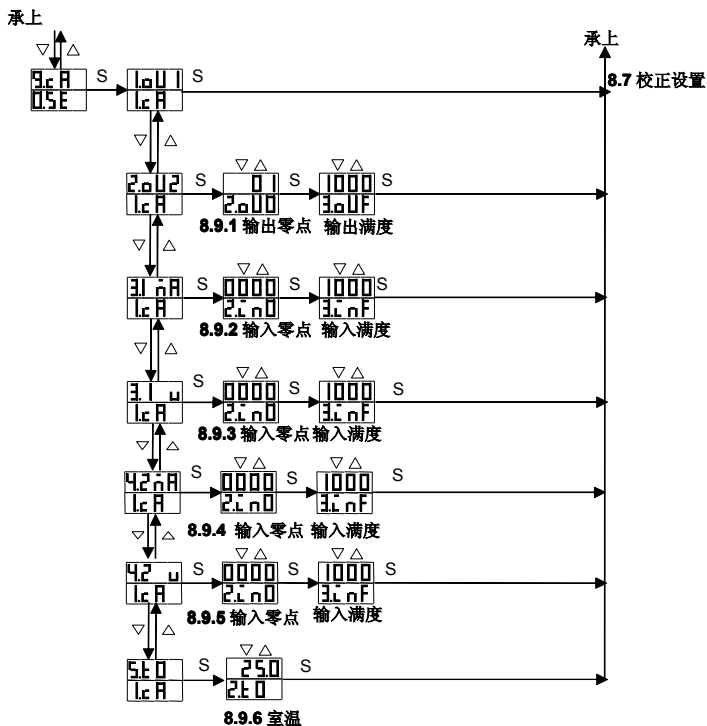 承上
▽ △
9.cA S 1.oU1 S
0.SE 1.cA
承上
8.7 校正设置
▽ △
2.oU2 S 01 S 1000 S
1.cA 2.oU0 3.oUF
▽ △ ▽ △
8.9.1 输出零点 输出满度
▽ △
3.1 nA S 0000 S 1000 S
1.cA 2.in0 3.inF
▽ △ ▽ △
8.9.2 输入零点 输入满度
▽ △
3.1 u S 0000 S 1000 S
1.cA 2.in0 3.inF
▽ △ ▽ △
8.9.3 输入零点 输入满度
▽ △
4.2nA S 0000 S 1000 S
1.cA 2.in0 3.inF
▽ △ ▽ △
8.9.4 输入零点 输入满度
▽ △
4.2 u S 0000 S 1000 S
1.cA 2.in0 3.inF
▽ △ ▽ △
8.9.5 输入零点 输入满度
▽ △
5.t0 S 25.0 S
1.cA 2.t0
▽ △
8.9.6 室温